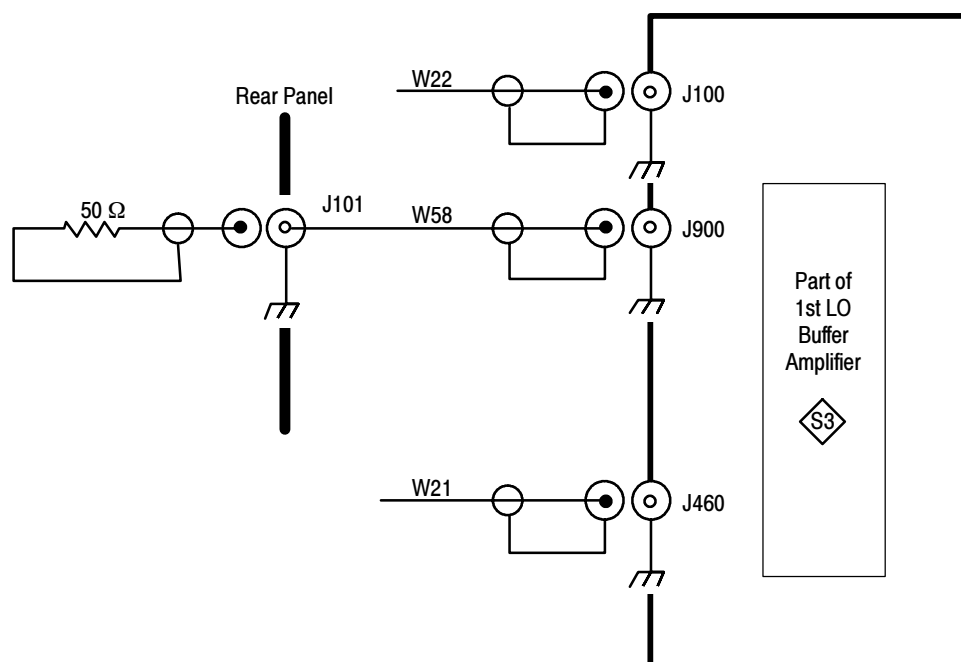 W22
J100
Rear Panel
50 Ω
J101
W58
J900
Part of
1st LO
Buffer
Amplifier
S3
W21
J460